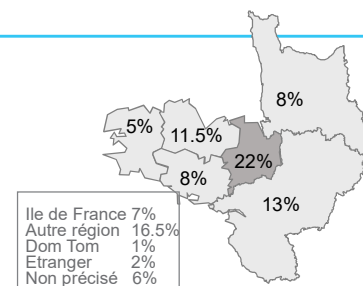 8%
5%
11.5%
22%
8%
13%
Ile de France 7%
Autre région 16.5%
Dom Tom 1%
Etranger 2%
Non précisé 6%